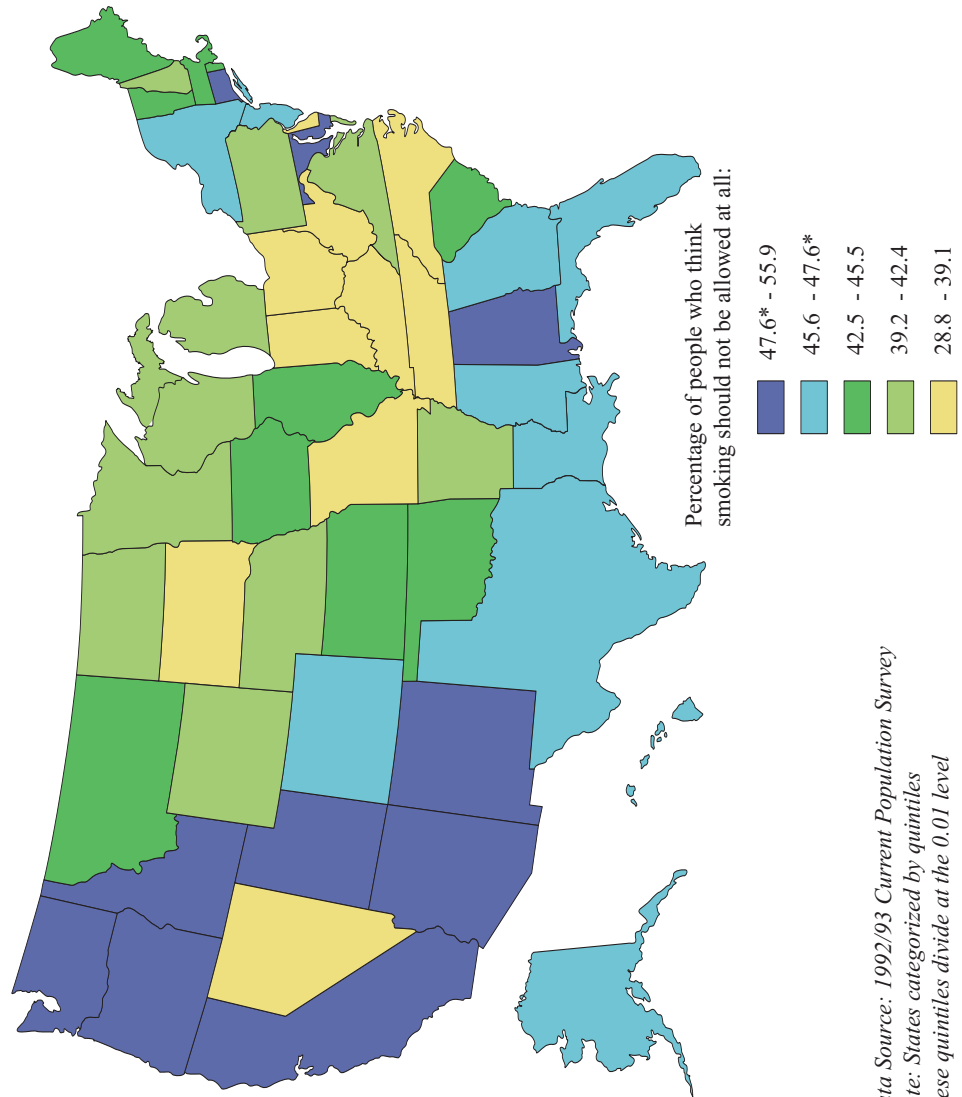 Percentage of people who think
smoking should not be allowed at all:
47.6* - 55.9
45.6 - 47.6*
42.5 - 45.5
39.2 - 42.4
28.8 - 39.1
Source: 1992/93 Current Population Survey
States categorized by quintiles
quintiles divide at the 0.01 level